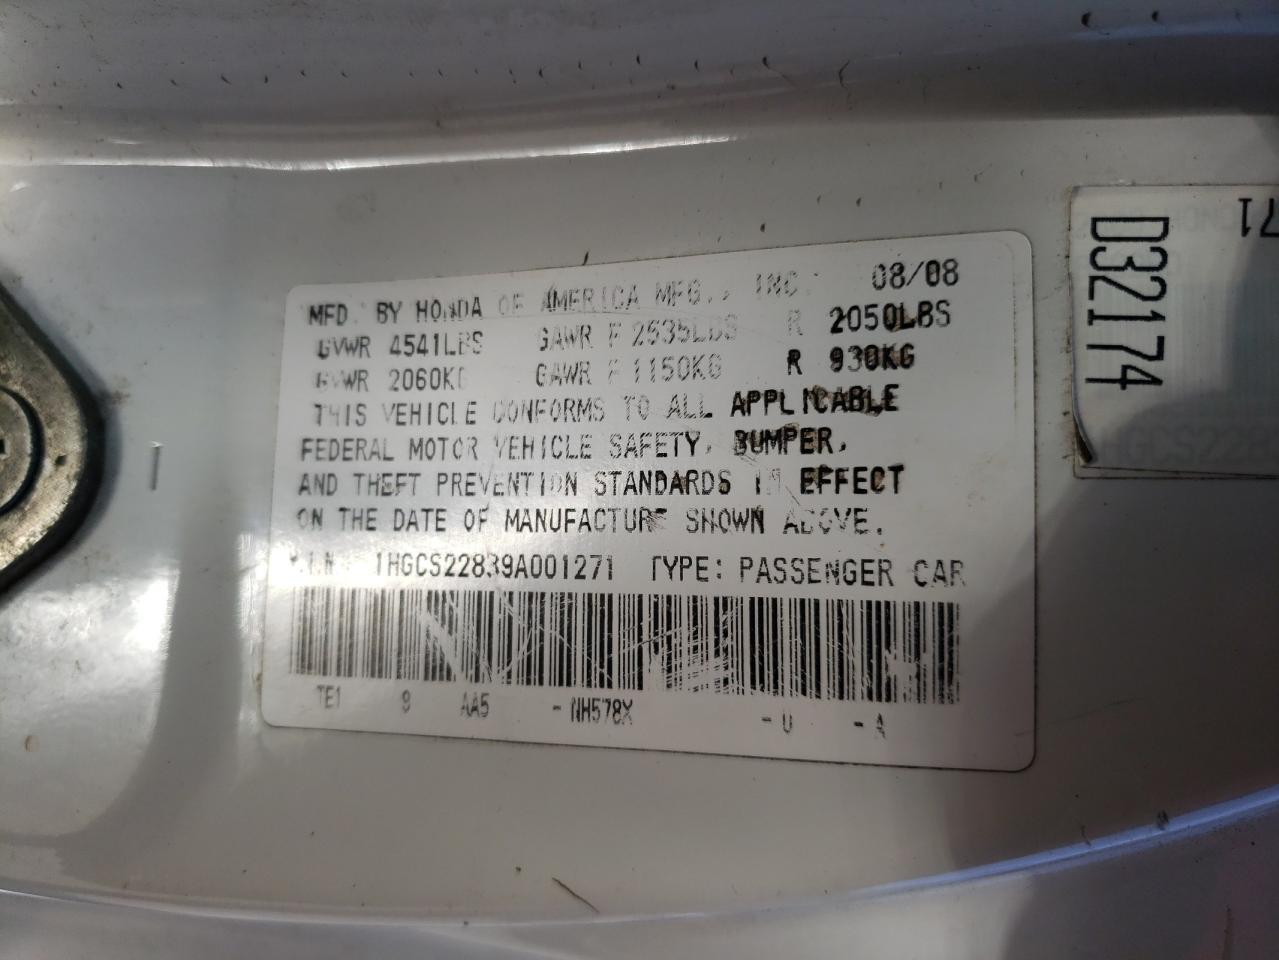 MFD. BY HONDA OF AMERICA MFG., INC. 08/08
GVWR 4541LBS GAWR F 2535LBS R 2050LBS
GVWR 2060KG GAWR F 1150KG R 930KG
THIS VEHICLE CONFORMS TO ALL APPLICABLE
FEDERAL MOTOR VEHICLE SAFETY, BUMPER,
AND THEFT PREVENTION STANDARDS IN EFFECT
ON THE DATE OF MANUFACTURE SHOWN ABOVE.
V.I.N. 1HGCS22839A001271 TYPE: PASSENGER CAR
TE1 9 AA5 -NH578X -U -A
D32174
71